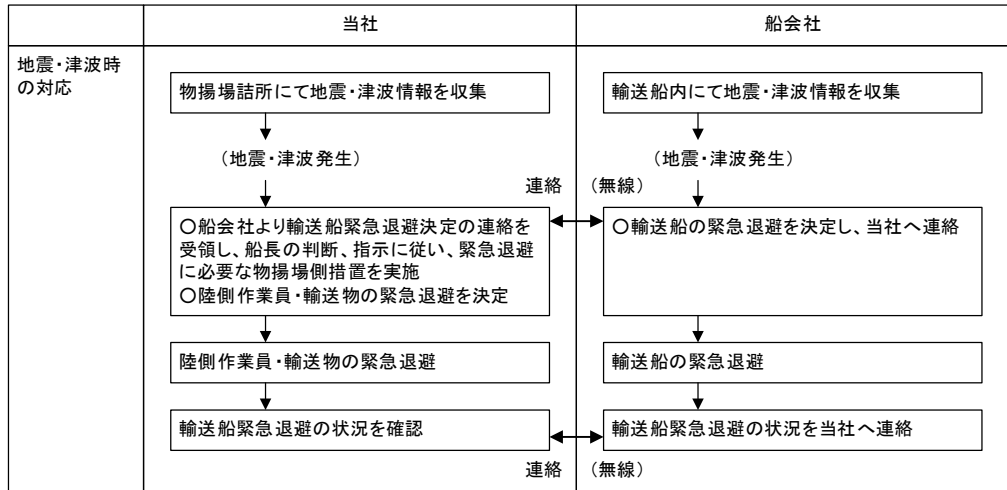 当社
船会社
地震・津波時
の対応
物揚場詰所にて地震・津波情報を収集
輸送船内にて地震・津波情報を収集
（地震・津波発生）
（地震・津波発生）
連絡
（無線）
○船会社より輸送船緊急退避決定の連絡を
受領し、船長の判断、指示に従い、緊急退避
に必要な物揚場側措置を実施
○陸側作業員・輸送物の緊急退避を決定
○輸送船の緊急退避を決定し、当社へ連絡
陸側作業員・輸送物の緊急退避
輸送船の緊急退避
輸送船緊急退避の状況を確認
輸送船緊急退避の状況を当社へ連絡
連絡
（無線）